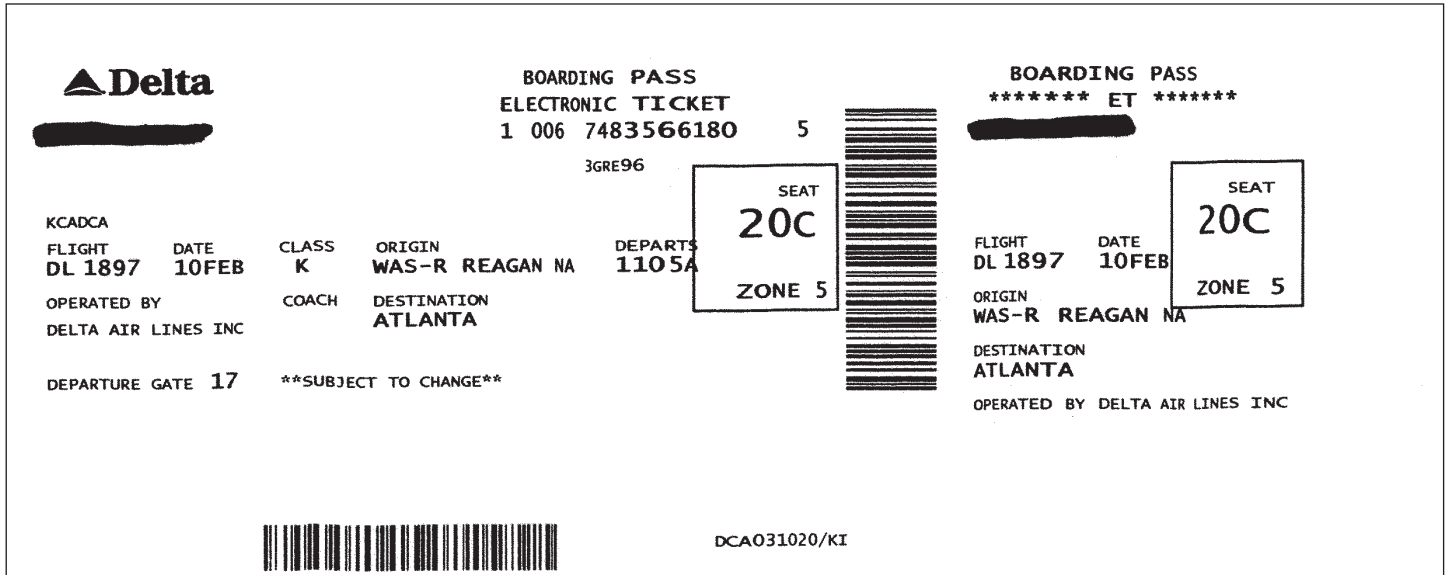 Delta
BOARDING PASS
ELECTRONIC TICKET
1 006 7483566180 5
3GRE96
SEAT
20C
ZONE 5
KCADCA
FLIGHT DATE CLASS ORIGIN DEPARTS
DL 1897 10FEB K WAS-R REAGAN NA 1105A
OPERATED BY COACH DESTINATION
DELTA AIR LINES INC ATLANTA
DEPARTURE GATE 17 **SUBJECT TO CHANGE**
DCA031020/KI
BOARDING PASS
******* ET *******
SEAT
20C
ZONE 5
FLIGHT DATE
DL 1897 10FEB
ORIGIN
WAS-R REAGAN NA
DESTINATION
ATLANTA
OPERATED BY DELTA AIR LINES INC